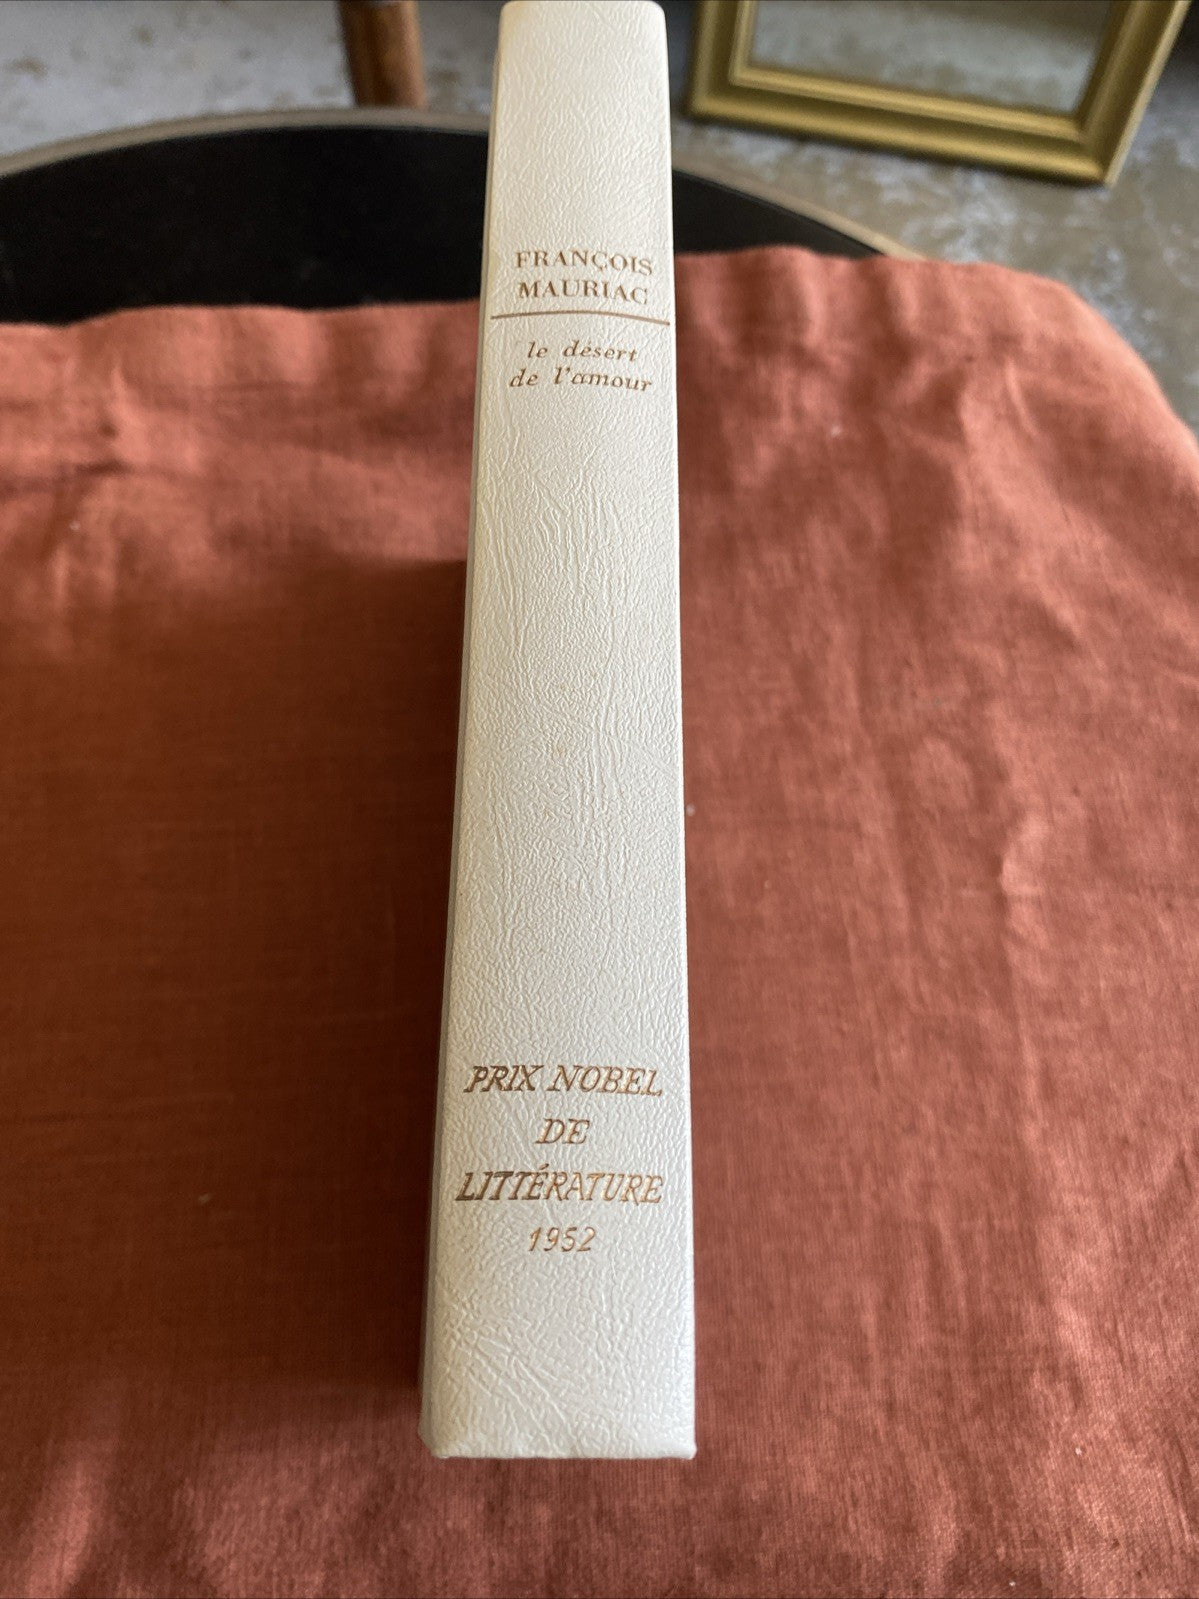 FRANÇOIS
MAURIAC
le désert
de l'amour
PRIX NOBEL
DE
LITTÉRATURE
1952